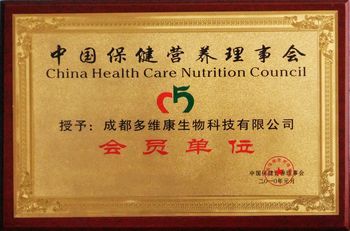 中国保健营养理事会
China Health Care Nutrition Council
授予：成都多维康生物科技有限公司
会员单位
中国保健营养理事会
二〇一〇年元月